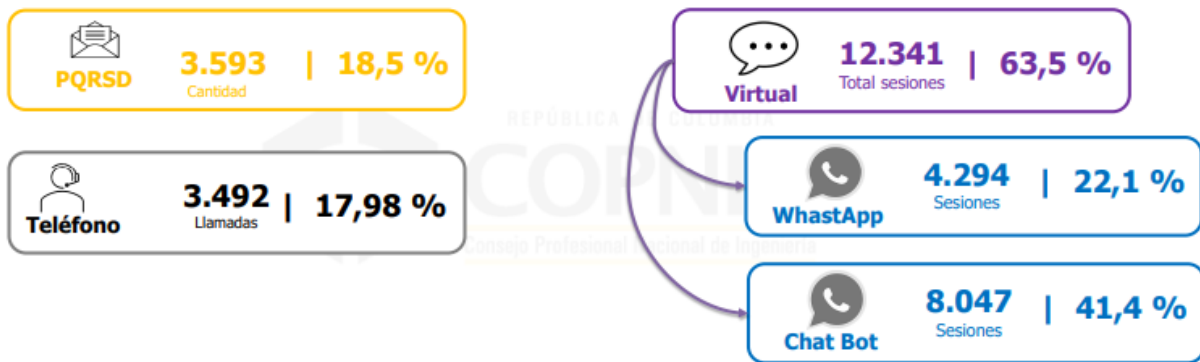 PQRSD
3.593 | 18,5 %
Cantidad
Teléfono
3.492 | 17,98 %
Llamadas
Virtual
12.341 | 63,5 %
Total sesiones
WhastApp
4.294 | 22,1 %
Sesiones
Chat Bot
8.047 | 41,4 %
Sesiones
REPÚBLICA DE COLOMBIA
COPNI
Consejo Profesional Nacional de Ingeniería